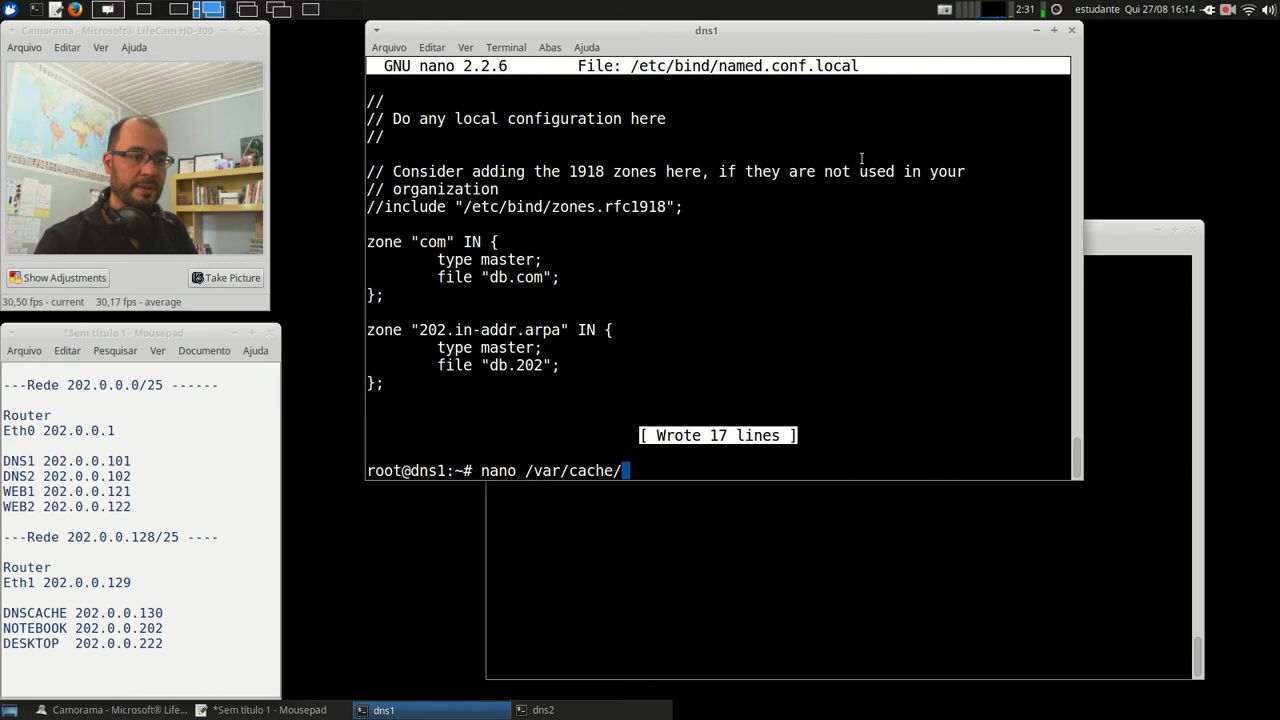 2:31 estudante Qui 27/08 16:14
Camorama - Microsoft® LifeCam HD-300
Arquivo Editar Ver Ajuda
Show Adjustments Take Picture
30,50 fps - current 30,17 fps - average
*Sem título 1 - Mousepad
Arquivo Editar Pesquisar Ver Documento Ajuda
---Rede 202.0.0.0/25 ------
Router
Eth0 202.0.0.1
DNS1 202.0.0.101
DNS2 202.0.0.102
WEB1 202.0.0.121
WEB2 202.0.0.122
---Rede 202.0.0.128/25 ----
Router
Eth1 202.0.0.129
DNSCACHE 202.0.0.130
NOTEBOOK 202.0.0.202
DESKTOP 202.0.0.222
dns1
Arquivo Editar Ver Terminal Abas Ajuda
GNU nano 2.2.6 File: /etc/bind/named.conf.local
//
// Do any local configuration here
//
// Consider adding the 1918 zones here, if they are not used in your
// organization
//include "/etc/bind/zones.rfc1918";
zone "com" IN {
type master;
file "db.com";
};
zone "202.in-addr.arpa" IN {
type master;
file "db.202";
};
[ Wrote 17 lines ]
root@dns1:~# nano /var/cache/
Camorama - Microsoft® LifeCa... *Sem título 1 - Mousepad dns1 dns2